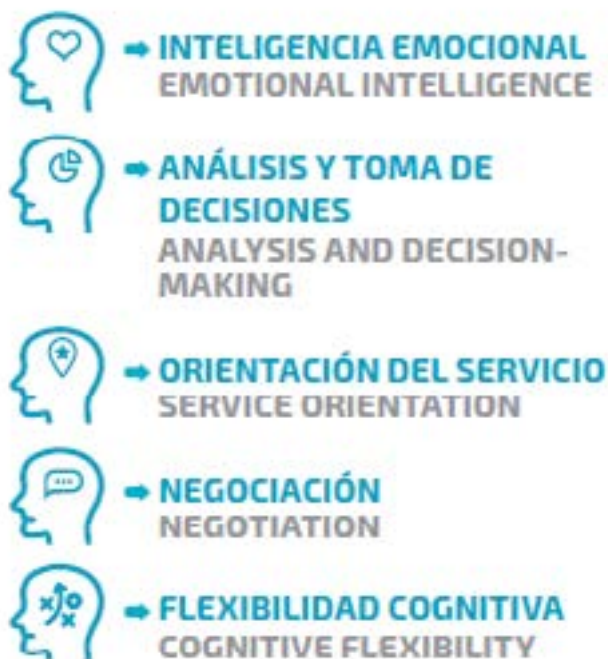 INTELIGENCIA EMOCIONAL
EMOTIONAL INTELLIGENCE
ANÁLISIS Y TOMA DE
DECISIONES
ANALYSIS AND DECISION-
MAKING
ORIENTACIÓN DEL SERVICIO
SERVICE ORIENTATION
NEGOCIACIÓN
NEGOTIATION
FLEXIBILIDAD COGNITIVA
COGNITIVE FLEXIBILITY